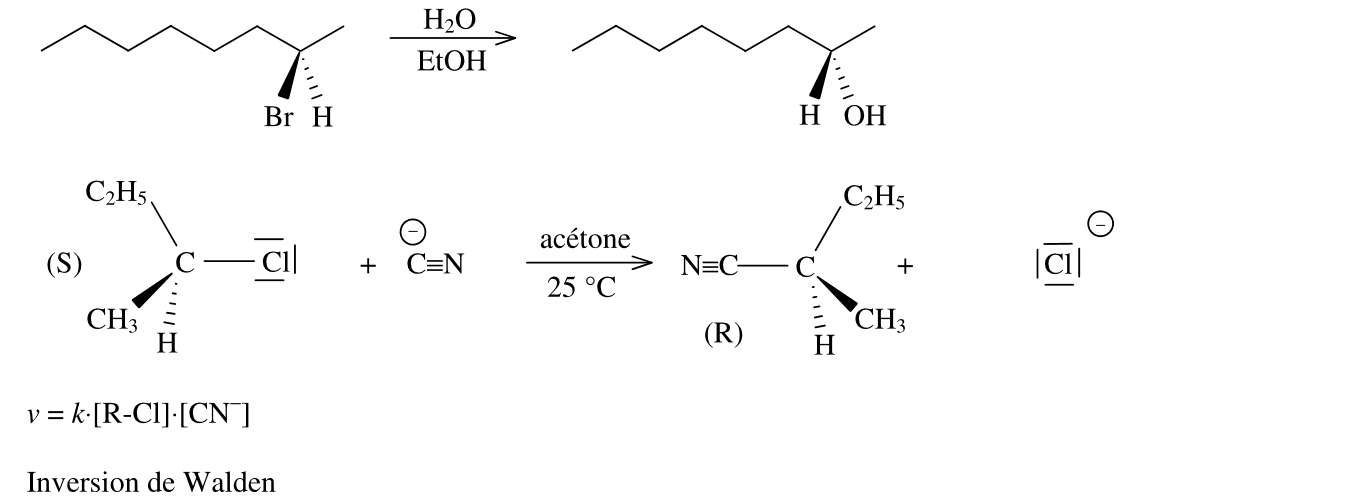 H₂O
EtOH
Br H
H OH
C₂H₅
C₂H₅
(S) C Cl + C≡N⊖ acétone N≡C C + Cl⊖
25 °C
CH₃
CH₃
H
(R)
H
v = k·[R-Cl]·[CN⁻]
Inversion de Walden